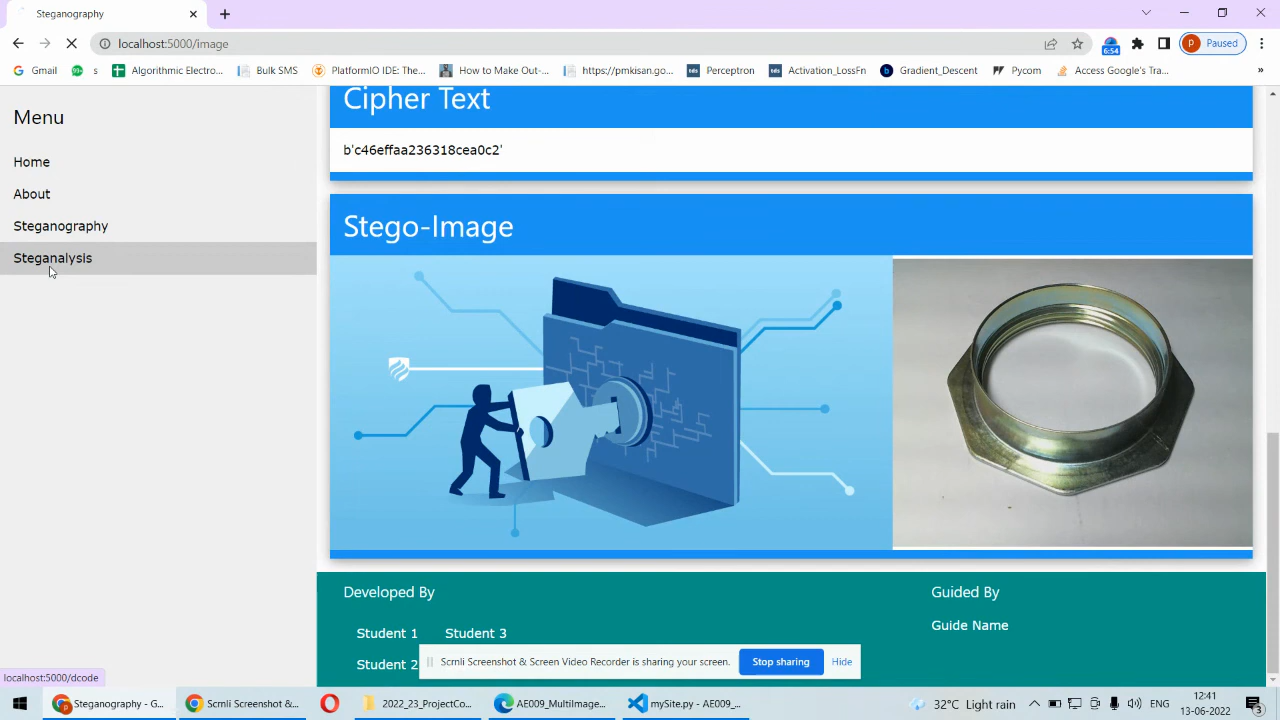 Steganography
localhost:5000/image
Paused
6:54
Gmail
99+
s
Algorithmic Electro...
Bulk SMS
PlatformIO IDE: The...
How to Make Out-...
https://pmkisan.go...
Perceptron
Activation_LossFn
Gradient_Descent
Pycom
Access Google's Tra...
»
Menu
Home
About
Steganography
Steganalysis
Cipher Text
b'c46effaa236318cea0c2'
Stego-Image
Developed By
Guided By
Student 1
Student 3
Guide Name
Student 2
Scrnli Screenshot & Screen Video Recorder is sharing your screen.
Stop sharing
Hide
localhost:5000/dcode
Steganography - G...
Scrnli Screenshot &...
2022_23_ProjectCo...
AE009_MultiImage...
mySite.py - AE009_...
32°C Light rain
ENG
12:41
13-06-2022
3